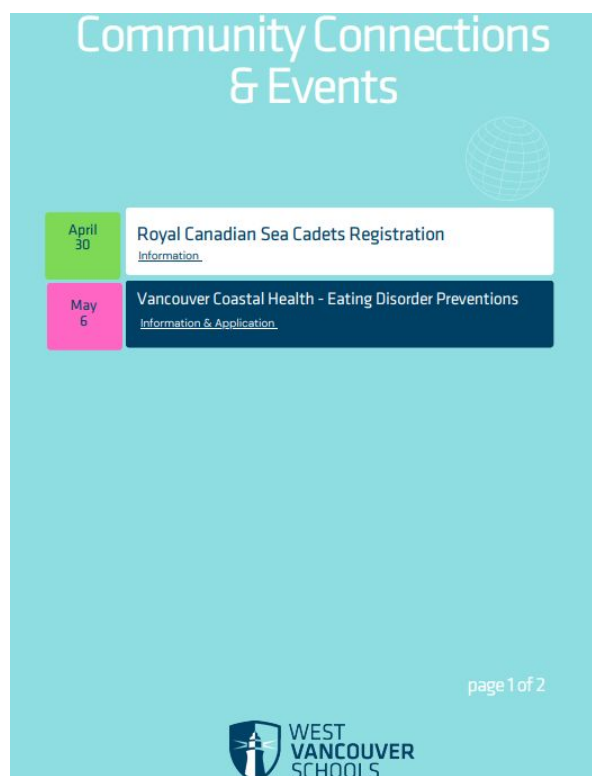 Community Connections
& Events
April
30
Royal Canadian Sea Cadets Registration
Information
May
6
Vancouver Coastal Health - Eating Disorder Preventions
Information & Application
page 1 of 2
WEST
VANCOUVER
SCHOOLS